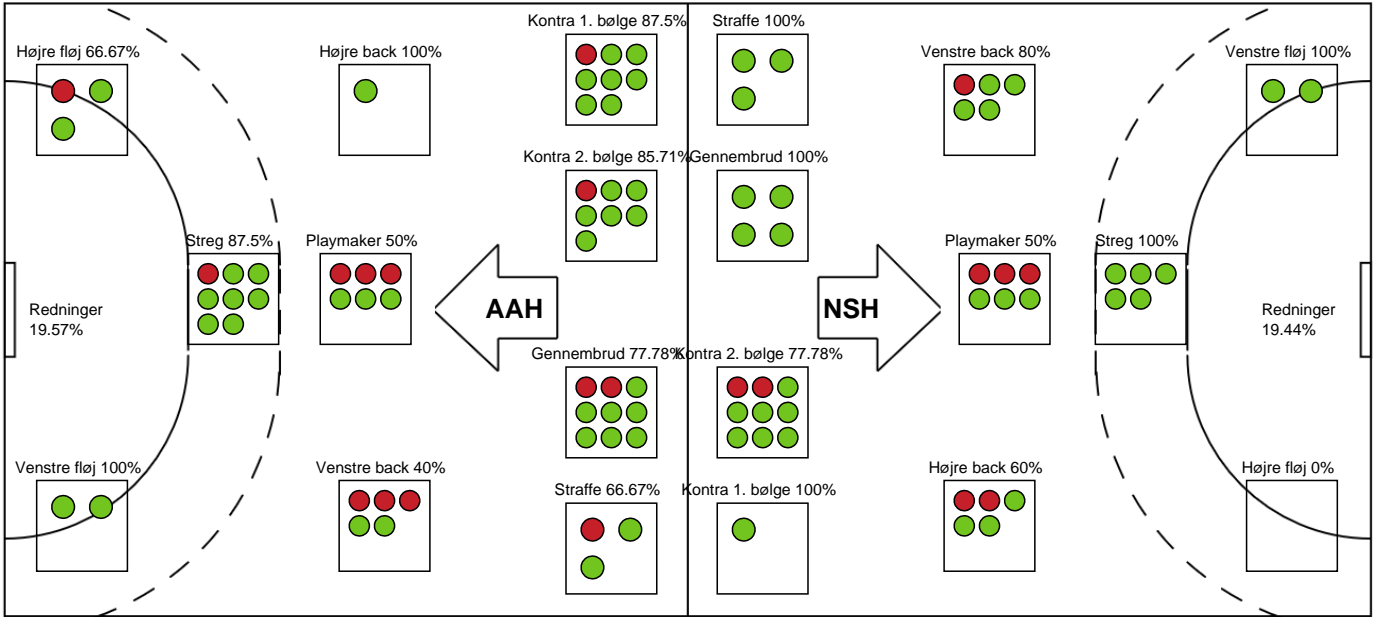 Kontra 1. bølge 87.5%
Straffe 100%
Højre fløj 66.67%
Højre back 100%
Venstre back 80%
Venstre fløj 100%
Kontra 2. bølge 85.71%
Gennembrud 100%
Streg 87.5%
Playmaker 50%
Playmaker 50%
Streg 100%
AAH
NSH
Redninger
19.57%
Redninger
19.44%
Gennembrud 77.78%
Kontra 2. bølge 77.78%
Venstre fløj 100%
Venstre back 40%
Højre back 60%
Højre fløj 0%
Straffe 66.67%
Kontra 1. bølge 100%